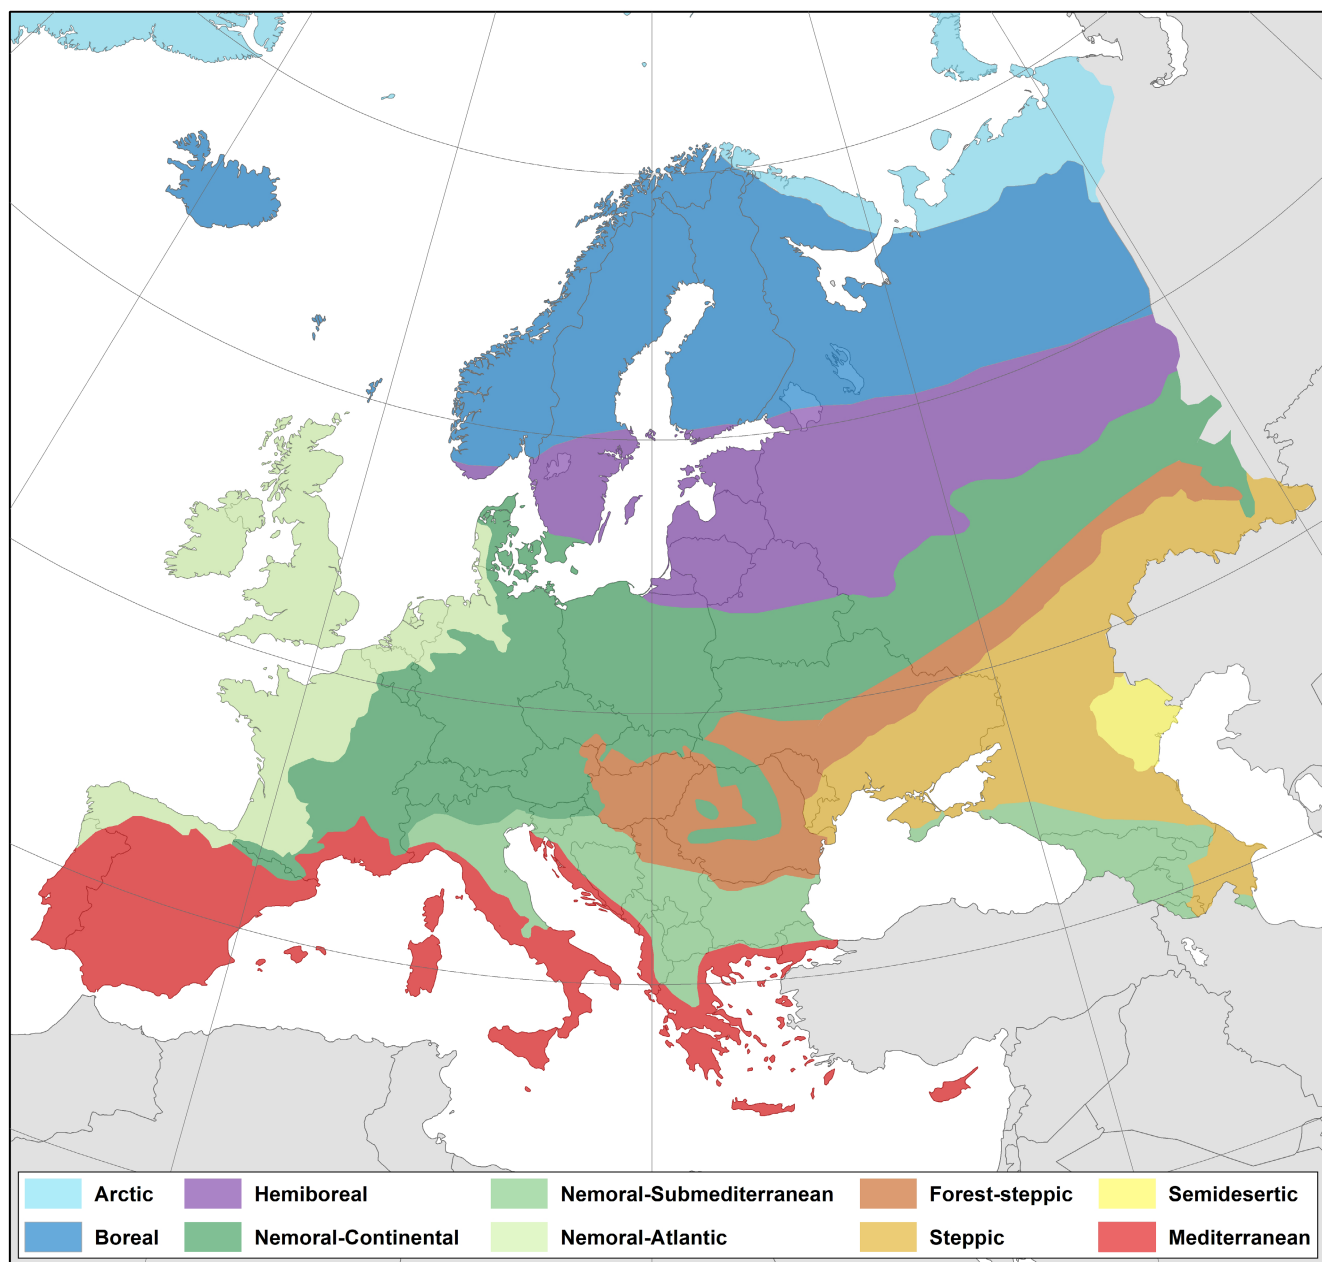 Arctic Hemiboreal Nemoral-Submediterranean Forest-steppic Semidesertic
Boreal Nemoral-Continental Nemoral-Atlantic Steppic Mediterranean